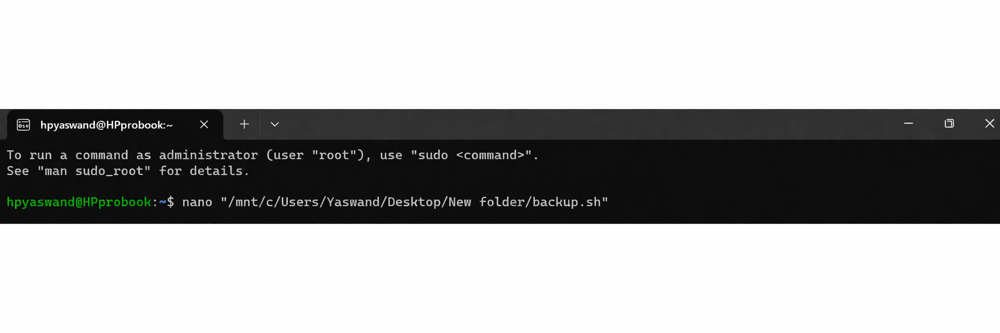 hpyaswand@HPprobook:~
To run a command as administrator (user "root"), use "sudo <command>".
See "man sudo_root" for details.
hpyaswand@HPprobook:~$ nano "/mnt/c/Users/Yaswand/Desktop/New folder/backup.sh"